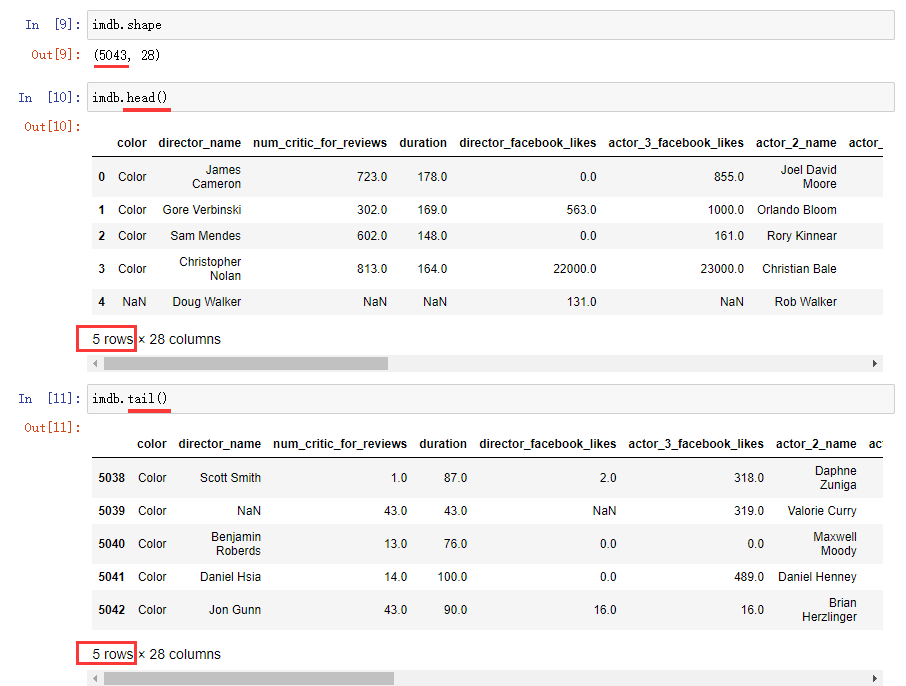 In [9]: imdb.shape
Out[9]: (5043, 28)
In [10]: imdb.head()
Out[10]:
color director_name num_critic_for_reviews duration director_facebook_likes actor_3_facebook_likes actor_2_name actor_
0 Color James Cameron 723.0 178.0 0.0 855.0 Joel David Moore
1 Color Gore Verbinski 302.0 169.0 563.0 1000.0 Orlando Bloom
2 Color Sam Mendes 602.0 148.0 0.0 161.0 Rory Kinnear
3 Color Christopher Nolan 813.0 164.0 22000.0 23000.0 Christian Bale
4 NaN Doug Walker NaN NaN 131.0 NaN Rob Walker
5 rows × 28 columns
In [11]: imdb.tail()
Out[11]:
color director_name num_critic_for_reviews duration director_facebook_likes actor_3_facebook_likes actor_2_name ac
5038 Color Scott Smith 1.0 87.0 2.0 318.0 Daphne Zuniga
5039 Color NaN 43.0 43.0 NaN 319.0 Valorie Curry
5040 Color Benjamin Roberds 13.0 76.0 0.0 0.0 Maxwell Moody
5041 Color Daniel Hsia 14.0 100.0 0.0 489.0 Daniel Henney
5042 Color Jon Gunn 43.0 90.0 16.0 16.0 Brian Herzlinger
5 rows × 28 columns